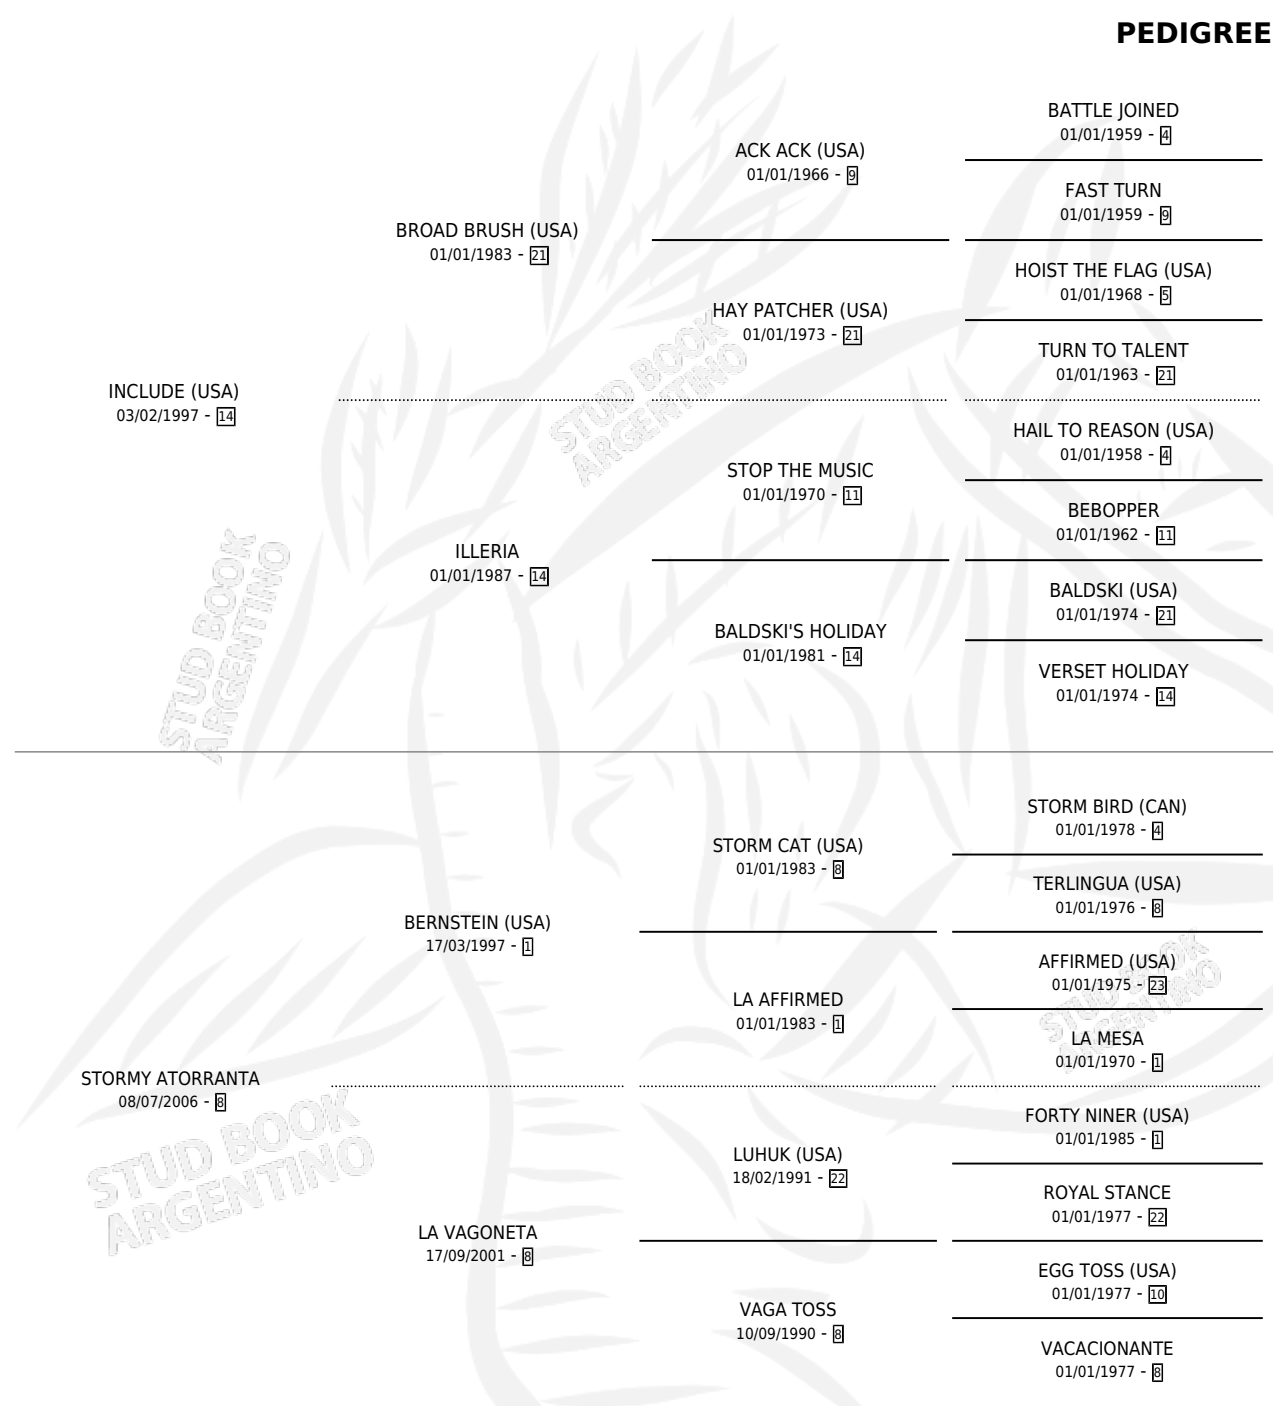 PEDIGREE
BATTLE JOINED
01/01/1959 - 4
ACK ACK (USA)
01/01/1966 - 9
FAST TURN
01/01/1959 - 9
BROAD BRUSH (USA)
01/01/1983 - 21
HOIST THE FLAG (USA)
01/01/1968 - 5
HAY PATCHER (USA)
01/01/1973 - 21
TURN TO TALENT
01/01/1963 - 21
INCLUDE (USA)
03/02/1997 - 14
HAIL TO REASON (USA)
01/01/1958 - 4
STOP THE MUSIC
01/01/1970 - 11
BEBOPPER
01/01/1962 - 11
ILLERIA
01/01/1987 - 14
BALDSKI (USA)
01/01/1974 - 21
BALDSKI'S HOLIDAY
01/01/1981 - 14
VERSET HOLIDAY
01/01/1974 - 14
STUD BOOK
ARGENTINO
STUD BOOK
ARGENTINO
STORM BIRD (CAN)
01/01/1978 - 4
STORM CAT (USA)
01/01/1983 - 8
TERLINGUA (USA)
01/01/1976 - 8
BERNSTEIN (USA)
17/03/1997 - 1
AFFIRMED (USA)
01/01/1975 - 23
LA AFFIRMED
01/01/1983 - 1
LA MESA
01/01/1970 - 1
STORMY ATORRANTA
08/07/2006 - 8
FORTY NINER (USA)
01/01/1985 - 1
LUHUK (USA)
18/02/1991 - 22
ROYAL STANCE
01/01/1977 - 22
LA VAGONETA
17/09/2001 - 8
EGG TOSS (USA)
01/01/1977 - 10
VAGA TOSS
10/09/1990 - 8
VACACIONANTE
01/01/1977 - 8
STUD BOOK
ARGENTINO
STUD BOOK
ARGENTINO